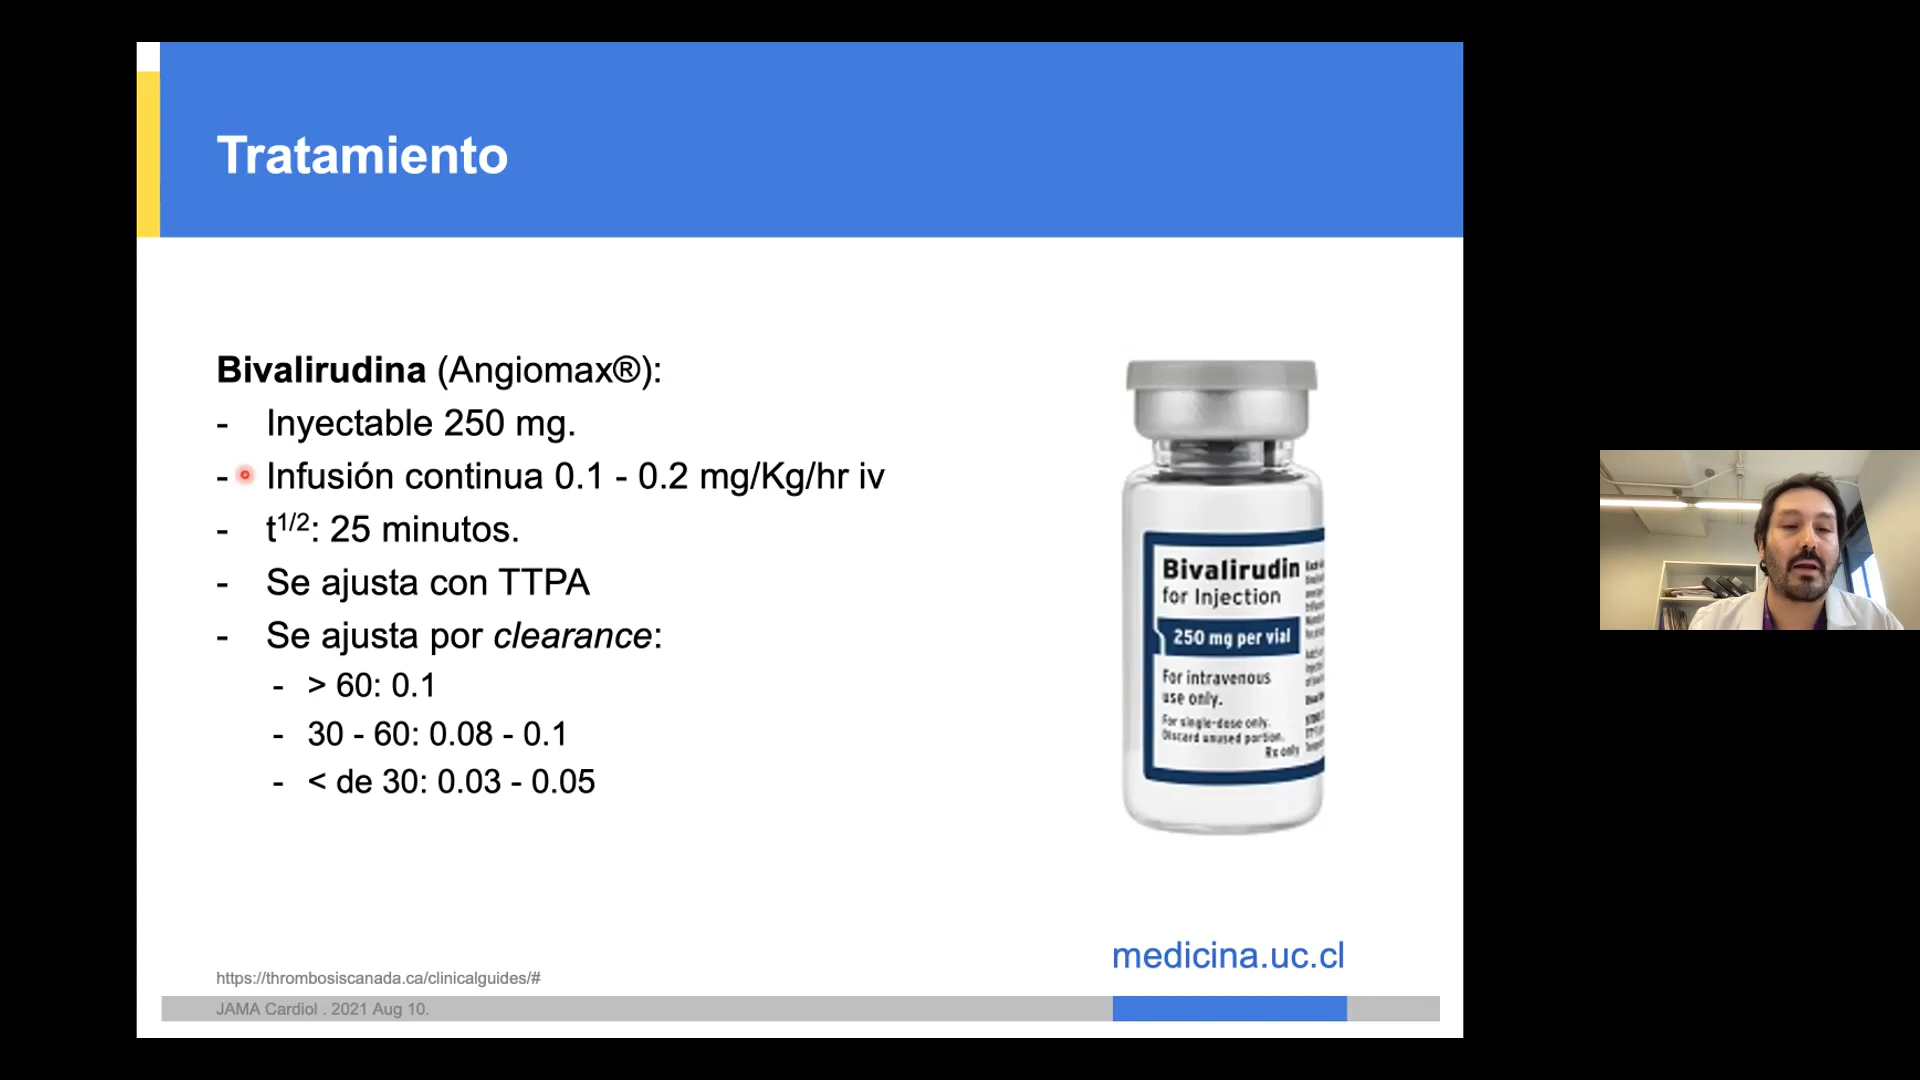 Tratamiento
Bivalirudina (Angiomax®):
- Inyectable 250 mg.
- Infusión continua 0.1 - 0.2 mg/Kg/hr iv
- t1/2: 25 minutos.
- Se ajusta con TTPA
- Se ajusta por clearance:
- > 60: 0.1
- 30 - 60: 0.08 - 0.1
- < de 30: 0.03 - 0.05
Bivalirudin
for Injection
250 mg per vial
For intravenous
use only.
For single-dose only.
Discard unused portion.
Rx only
medicina.uc.cl
https://thrombosiscanada.ca/clinicalguides/#
JAMA Cardiol . 2021 Aug 10.